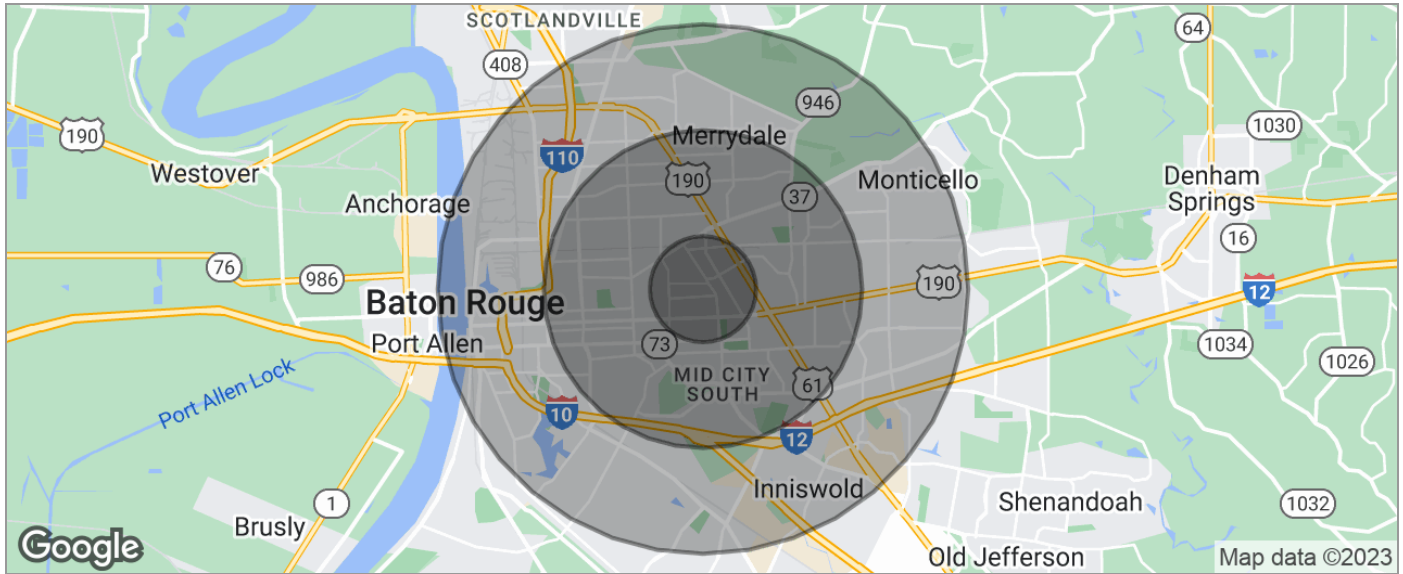 SCOTLANDVILLE
64
408
946
1030
190
Merrydale
110
Westover
190
Monticello
Denham
Springs
37
Anchorage
16
76
986
190
12
Baton Rouge
Port Allen
73
1034
1026
MID CITY
SOUTH
61
Port Allen Lock
10
12
Inniswold
Shenandoah
1
1032
Brusly
Google
Old Jefferson
Map data ©2023